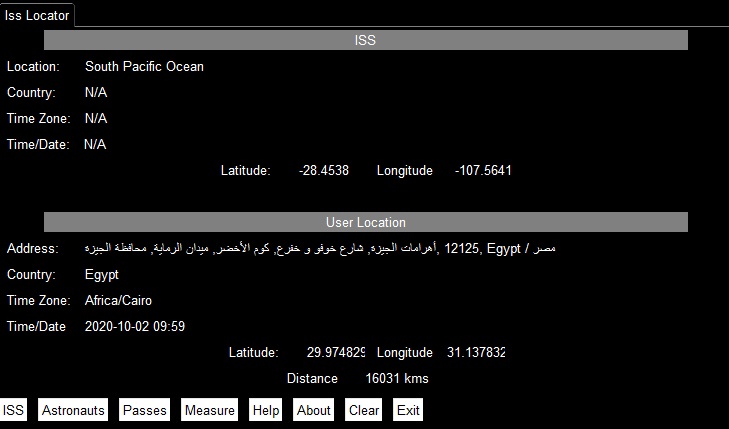 Iss Locator
ISS
Location: South Pacific Ocean
Country: N/A
Time Zone: N/A
Time/Date: N/A
Latitude: -28.4538 Longitude -107.5641
User Location
Address: أهرامات الجيزة, شارع خوفو و خفرع, كوم الأخضر, ميدان الرماية, محافظة الجيزة, 12125, Egypt / مصر
Country: Egypt
Time Zone: Africa/Cairo
Time/Date 2020-10-02 09:59
Latitude: 29.974829 Longitude 31.137832
Distance 16031 kms
ISS Astronauts Passes Measure Help About Clear Exit